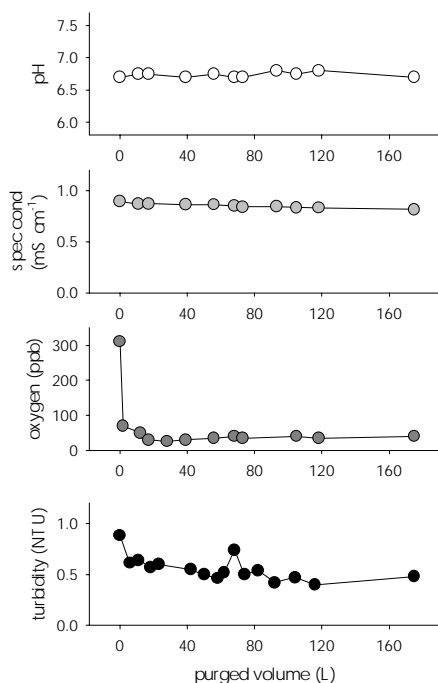 7.5
7.0
6.5
6.0
pH
0 40 80 120 160
1.0
0.5
0.0
spec cond
(mS cm⁻¹)
0 40 80 120 160
300
200
100
0
oxygen (ppb)
0 40 80 120 160
1.0
0.5
0.0
turbidity (NTU)
0 40 80 120 160
purged volume (L)